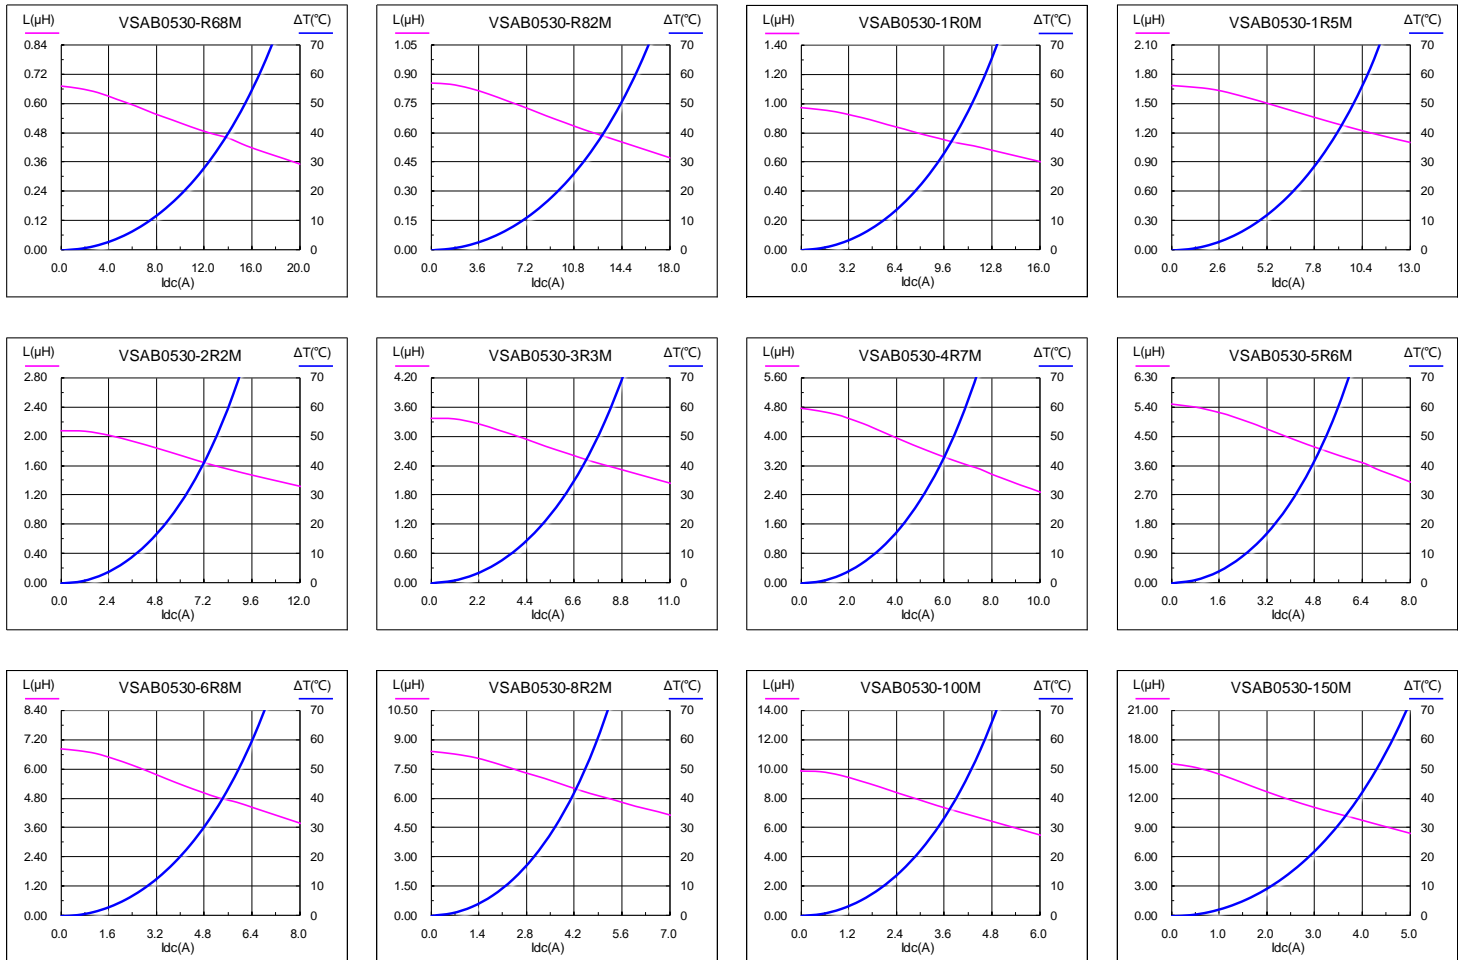 L(μH) VSAB0530-R68M ΔT(℃)
0.84 70
0.72 60
0.60 50
0.48 40
0.36 30
0.24 20
0.12 10
0.00 0
0.0 4.0 8.0 12.0 16.0 20.0
Idc(A)
L(μH) VSAB0530-R82M ΔT(℃)
1.05 70
0.90 60
0.75 50
0.60 40
0.45 30
0.30 20
0.15 10
0.00 0
0.0 3.6 7.2 10.8 14.4 18.0
Idc(A)
L(μH) VSAB0530-1R0M ΔT(℃)
1.40 70
1.20 60
1.00 50
0.80 40
0.60 30
0.40 20
0.20 10
0.00 0
0.0 3.2 6.4 9.6 12.8 16.0
Idc(A)
L(μH) VSAB0530-1R5M ΔT(℃)
2.10 70
1.80 60
1.50 50
1.20 40
0.90 30
0.60 20
0.30 10
0.00 0
0.0 2.6 5.2 7.8 10.4 13.0
Idc(A)
L(μH) VSAB0530-2R2M ΔT(℃)
2.80 70
2.40 60
2.00 50
1.60 40
1.20 30
0.80 20
0.40 10
0.00 0
0.0 2.4 4.8 7.2 9.6 12.0
Idc(A)
L(μH) VSAB0530-3R3M ΔT(℃)
4.20 70
3.60 60
3.00 50
2.40 40
1.80 30
1.20 20
0.60 10
0.00 0
0.0 2.2 4.4 6.6 8.8 11.0
Idc(A)
L(μH) VSAB0530-4R7M ΔT(℃)
5.60 70
4.80 60
4.00 50
3.20 40
2.40 30
1.60 20
0.80 10
0.00 0
0.0 2.0 4.0 6.0 8.0 10.0
Idc(A)
L(μH) VSAB0530-5R6M ΔT(℃)
6.30 70
5.40 60
4.50 50
3.60 40
2.70 30
1.80 20
0.90 10
0.00 0
0.0 1.6 3.2 4.8 6.4 8.0
Idc(A)
L(μH) VSAB0530-6R8M ΔT(℃)
8.40 70
7.20 60
6.00 50
4.80 40
3.60 30
2.40 20
1.20 10
0.00 0
0.0 1.6 3.2 4.8 6.4 8.0
Idc(A)
L(μH) VSAB0530-8R2M ΔT(℃)
10.50 70
9.00 60
7.50 50
6.00 40
4.50 30
3.00 20
1.50 10
0.00 0
0.0 1.4 2.8 4.2 5.6 7.0
Idc(A)
L(μH) VSAB0530-100M ΔT(℃)
14.00 70
12.00 60
10.00 50
8.00 40
6.00 30
4.00 20
2.00 10
0.00 0
0.0 1.2 2.4 3.6 4.8 6.0
Idc(A)
L(μH) VSAB0530-150M ΔT(℃)
21.00 70
18.00 60
15.00 50
12.00 40
9.00 30
6.00 20
3.00 10
0.00 0
0.0 1.0 2.0 3.0 4.0 5.0
Idc(A)